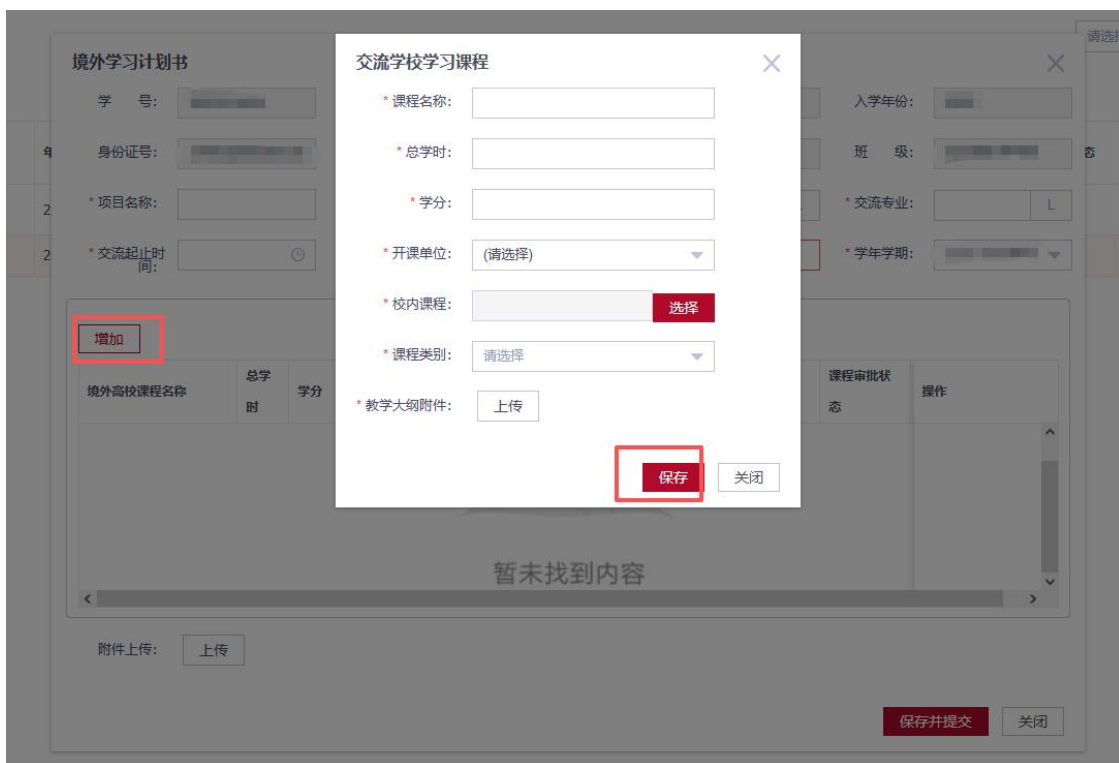 请选择
境外学习计划书
交流学校学习课程
学 号:
* 课程名称:
入学年份:
年
身份证号:
* 总学时:
班 级:
态
2
* 项目名称:
* 学分:
* 交流专业:
L
2
* 交流起止时间:
* 开课单位:
(请选择)
* 学年学期:
* 校内课程:
选择
增加
* 课程类别:
请选择
境外高校课程名称
总学时
学分
* 教学大纲附件:
上传
课程审批状态
操作
保存
关闭
暂未找到内容
附件上传:
上传
保存并提交
关闭